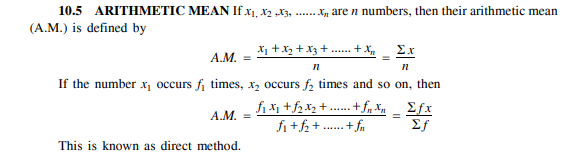 10.5 ARITHMETIC MEAN If x₁, x₂ ,x₃, ...... xₙ are n numbers, then their arithmetic mean
(A.M.) is defined by
A.M. = (x₁ + x₂ + x₃ + ...... + xₙ)/n = Σx/n
If the number x₁ occurs f₁ times, x₂ occurs f₂ times and so on, then
A.M. = (f₁ x₁ + f₂ x₂ + ...... + fₙ xₙ)/(f₁ + f₂ + ...... + fₙ) = Σfx/Σf
This is known as direct method.